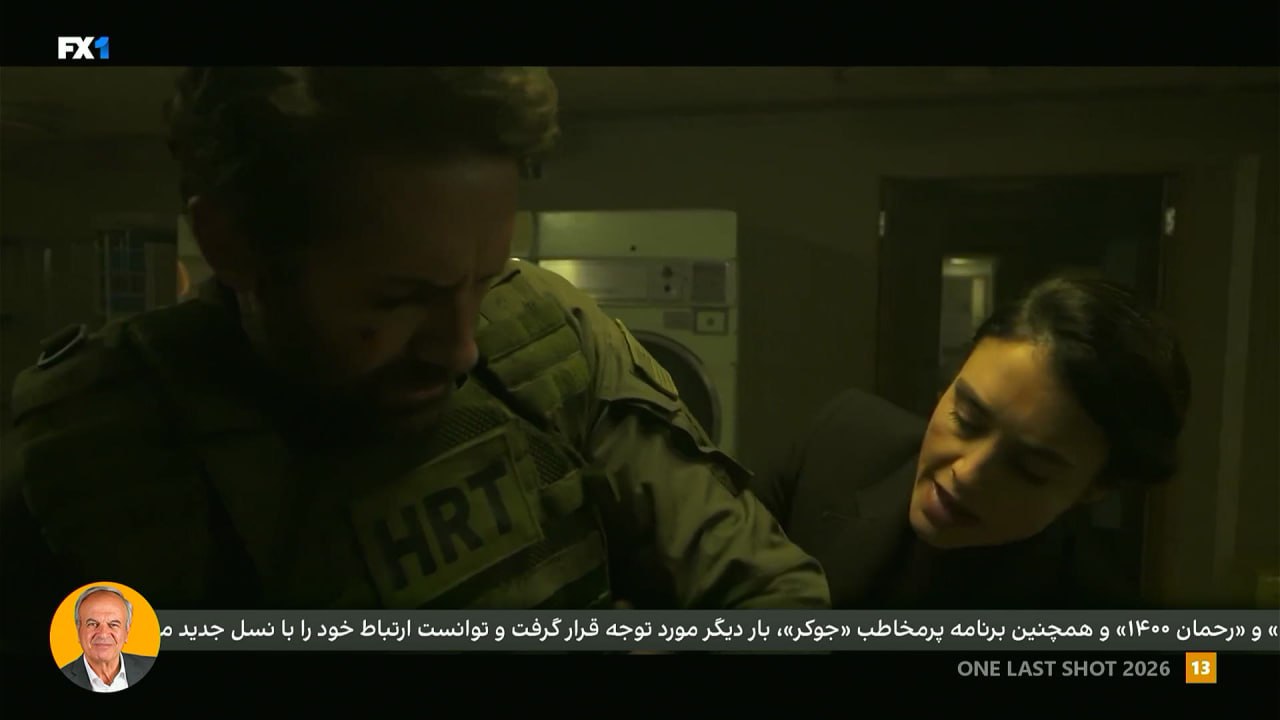 FX1
HRT
» و «رحمان ۱۴۰۰» و همچنین برنامه پرمخاطب «جوکر»، بار دیگر مورد توجه قرار گرفت و توانست ارتباط خود را با نسل جدید م
ONE LAST SHOT 2026 13